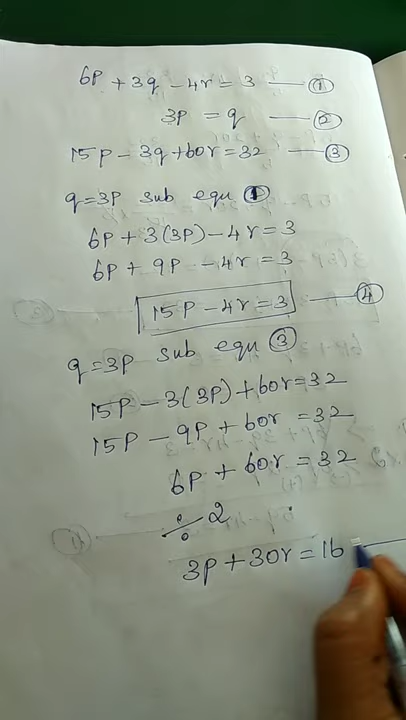 6P + 3q - 4r = 3 — ①
3P = q — ②
15P - 3q + 60r = 32 — ③
q = 3P sub equ ①
6P + 3(3P) - 4r = 3
6P + 9P - 4r = 3
15P - 4r = 3 — ④
q = 3P sub equ ③
15P - 3(3P) + 60r = 32
15P - 9P + 60r = 32
6P + 60r = 32
÷ 2
3P + 30r = 16